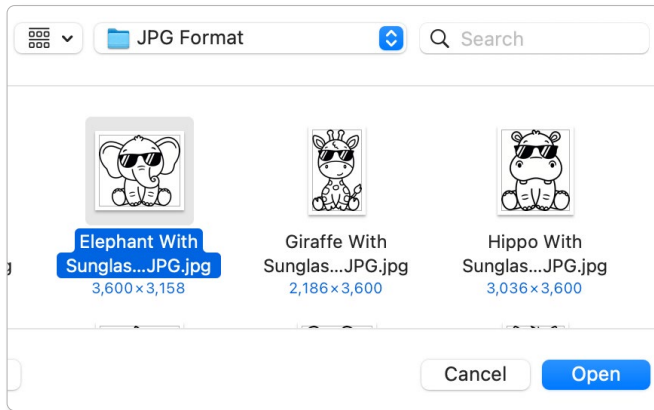 JPG Format
Search
Elephant With
Sunglas...JPG.jpg
3,600×3,158
Giraffe With
Sunglas...JPG.jpg
2,186×3,600
Hippo With
Sunglas...JPG.jpg
3,036×3,600
Cancel
Open